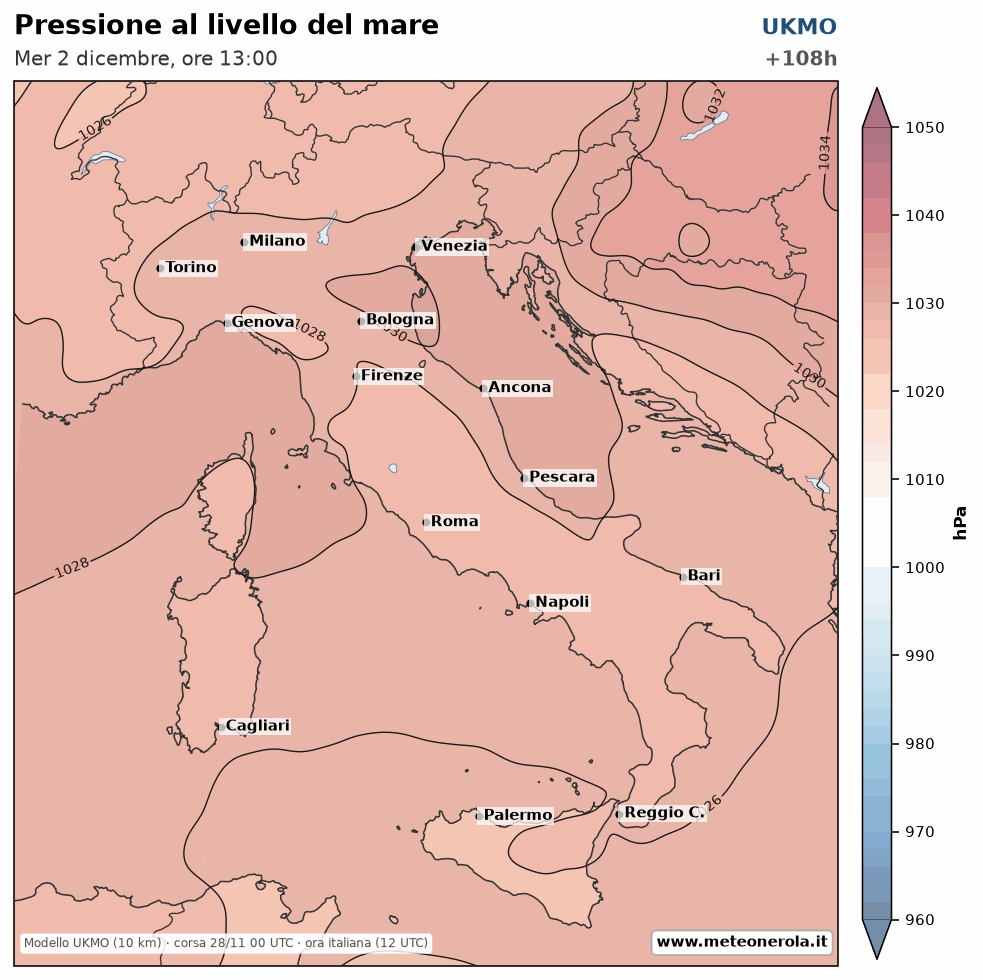 Pressione al livello del mare
UKMO
Mer 2 dicembre, ore 13:00
+108h
1026
1032
1034
1050
1040
1030
1020
1010
1000
990
980
970
960
hPa
Milano
Venezia
Torino
Genova
1028
Bologna
030
Firenze
Ancona
1030
Pescara
Roma
1028
Bari
Napoli
Cagliari
Palermo
Reggio C.
26
Modello UKMO (10 km) · corsa 28/11 00 UTC · ora italiana (12 UTC)
www.meteonerola.it